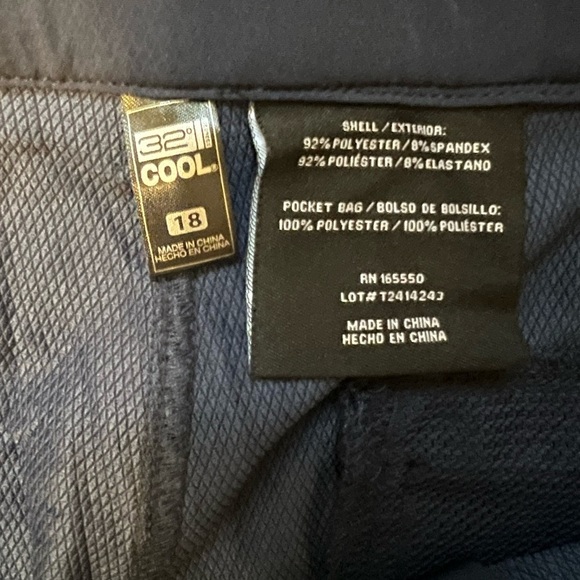 32°
COOL®
18
MADE IN CHINA
HECHO EN CHINA
SHELL / EXTERIOR:
92% POLYESTER / 8% SPANDEX
92% POLIÉSTER / 8% ELASTANO
POCKET BAG / BOLSO DE BOLSILLO:
100% POLYESTER / 100% POLIÉSTER
RN 165550
LOT# T2414243
MADE IN CHINA
HECHO EN CHINA